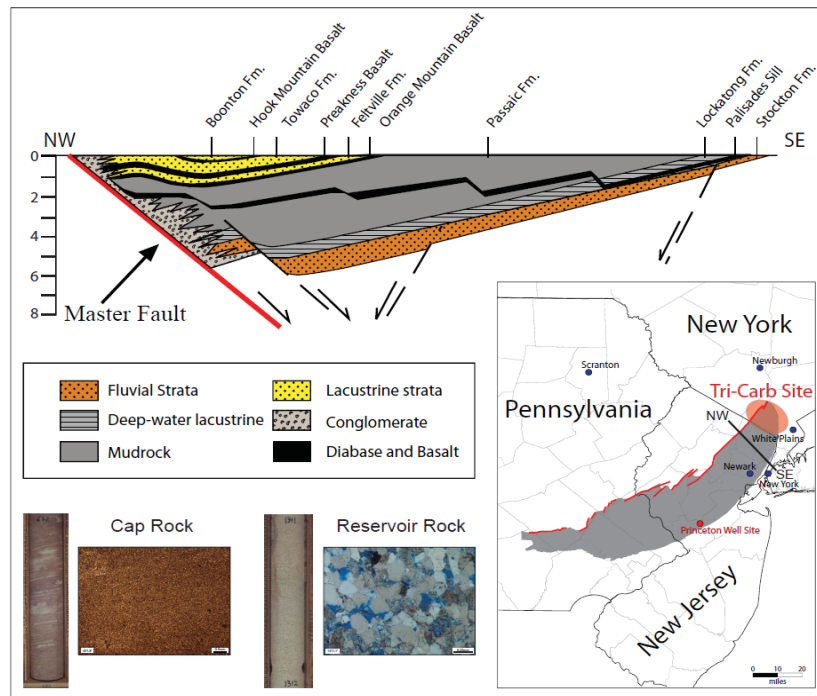 Boonton Fm.
Hook Mountain Basalt
Towaco Fm.
Preakness Basalt
Feltville Fm.
Orange Mountain Basalt
Passaic Fm.
Lockatong Fm.
Palisades Sill
Stockton Fm.
NW
SE
0
2
4
6
8
Master Fault
Fluvial Strata
Lacustrine strata
Deep-water lacustrine
Conglomerate
Mudrock
Diabase and Basalt
Cap Rock
Reservoir Rock
New York
Scranton
Newburgh
Tri-Carb Site
Pennsylvania
NW
White Plains
Newark
SE
New York
Princeton Well Site
New Jersey
0 10 20
miles